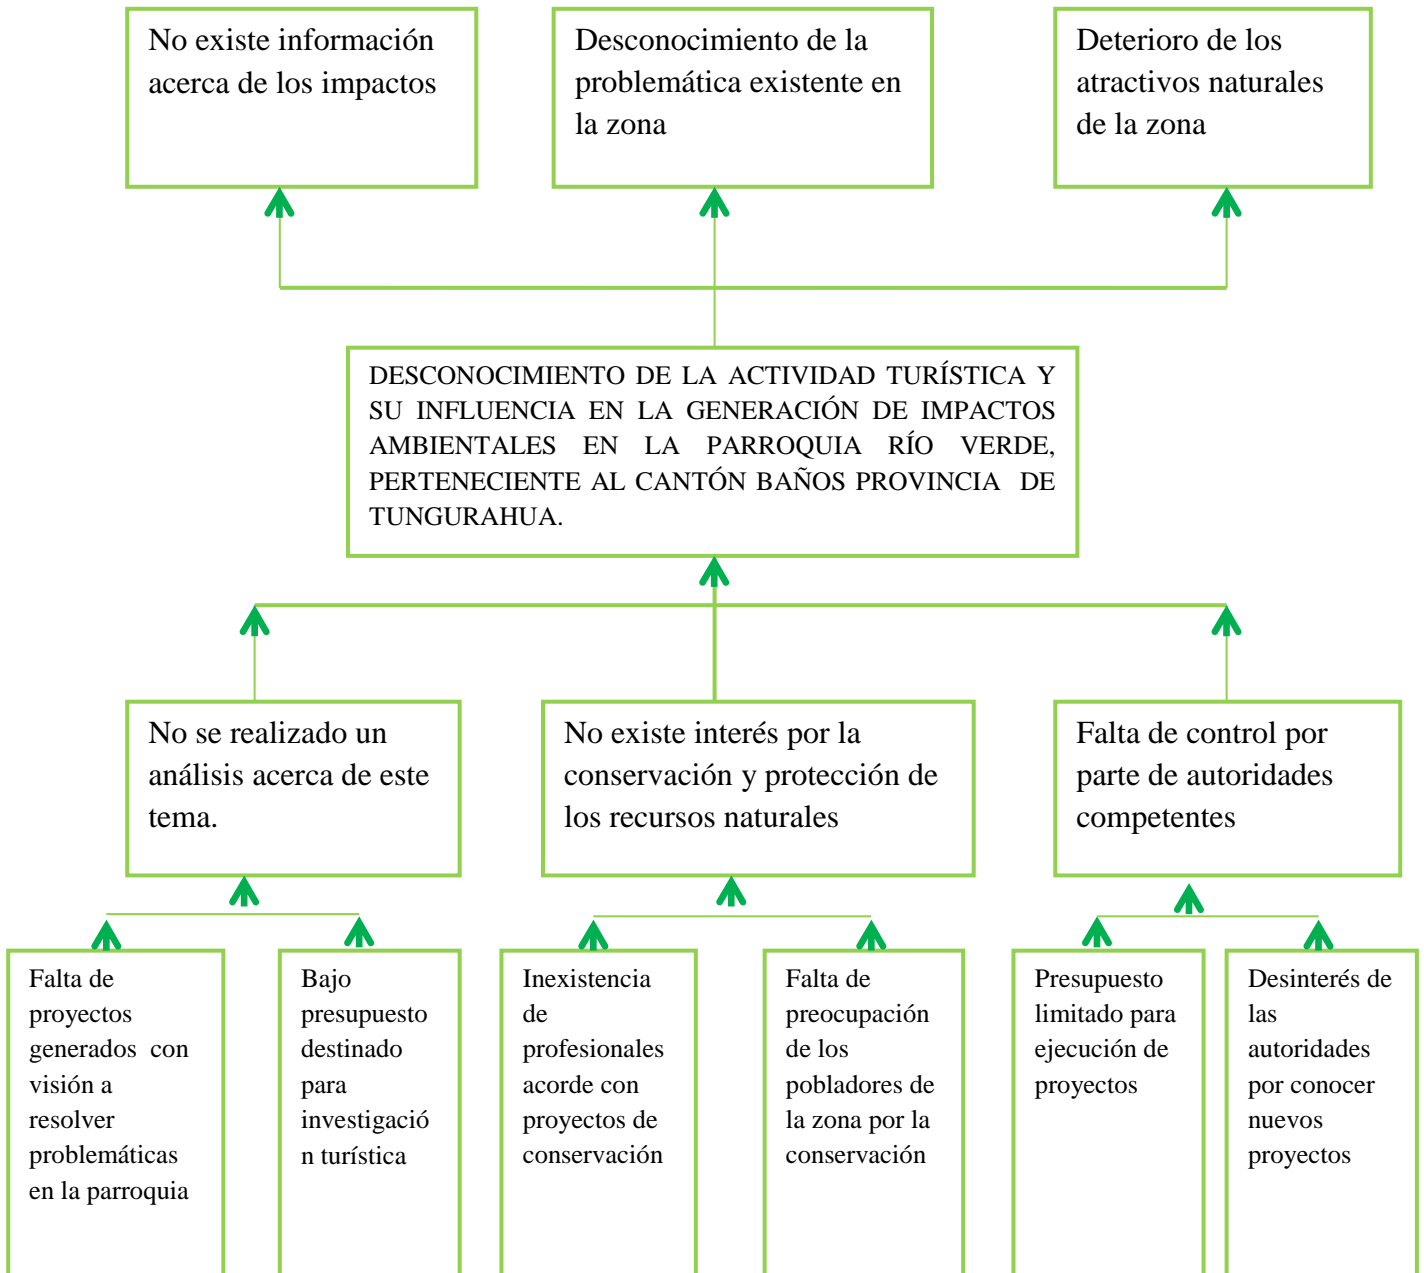 No existe información
acerca de los impactos
Desconocimiento de la
problemática existente en
la zona
Deterioro de los
atractivos naturales
de la zona
DESCONOCIMIENTO DE LA ACTIVIDAD TURÍSTICA Y
SU INFLUENCIA EN LA GENERACIÓN DE IMPACTOS
AMBIENTALES EN LA PARROQUIA RÍO VERDE,
PERTENECIENTE AL CANTÓN BAÑOS PROVINCIA DE
TUNGURAHUA.
No se realizado un
análisis acerca de este
tema.
No existe interés por la
conservación y protección de
los recursos naturales
Falta de control por
parte de autoridades
competentes
Falta de
proyectos
generados con
visión a
resolver
problemáticas
en la parroquia
Bajo
presupuesto
destinado
para
investigació
n turística
Inexistencia
de
profesionales
acorde con
proyectos de
conservación
Falta de
preocupación
de los
pobladores de
la zona por la
conservación
Presupuesto
limitado para
ejecución de
proyectos
Desinterés de
las
autoridades
por conocer
nuevos
proyectos